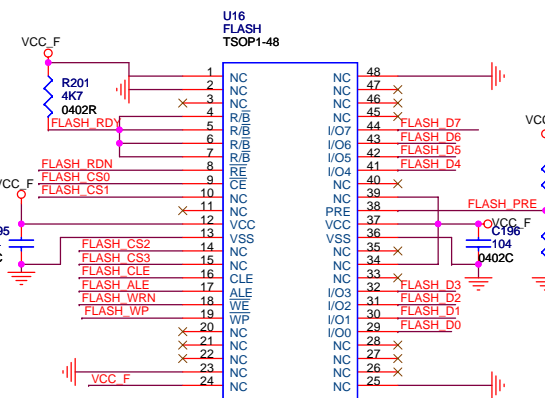 U16
FLASH
TSOP1-48
VCC_F
R201
4K7
0402R
FLASH_RDY
FLASH_RDN
FLASH_CS0
FLASH_CS1
VCC_F
95
FLASH_CS2
FLASH_CS3
FLASH_CLE
FLASH_ALE
FLASH_WRN
FLASH_WP
VCC_F
1 NC NC 48
2 NC NC 47
3 NC NC 46
4 R/B NC 45
5 R/B I/O7 44 FLASH_D7
6 R/B I/O6 43 FLASH_D6
7 R/B I/O5 42 FLASH_D5
8 RE I/O4 41 FLASH_D4
9 CE NC 40
10 NC NC 39
11 NC PRE 38 FLASH_PRE
12 VCC VCC 37 VCC_F
13 VSS VSS 36
14 NC NC 35
15 NC NC 34
16 CLE NC 33
17 ALE I/O3 32 FLASH_D3
18 WE I/O2 31 FLASH_D2
19 WP I/O1 30 FLASH_D1
20 NC I/O0 29 FLASH_D0
21 NC NC 28
22 NC NC 27
23 NC NC 26
24 NC NC 25
C196
104
0402C
VCC